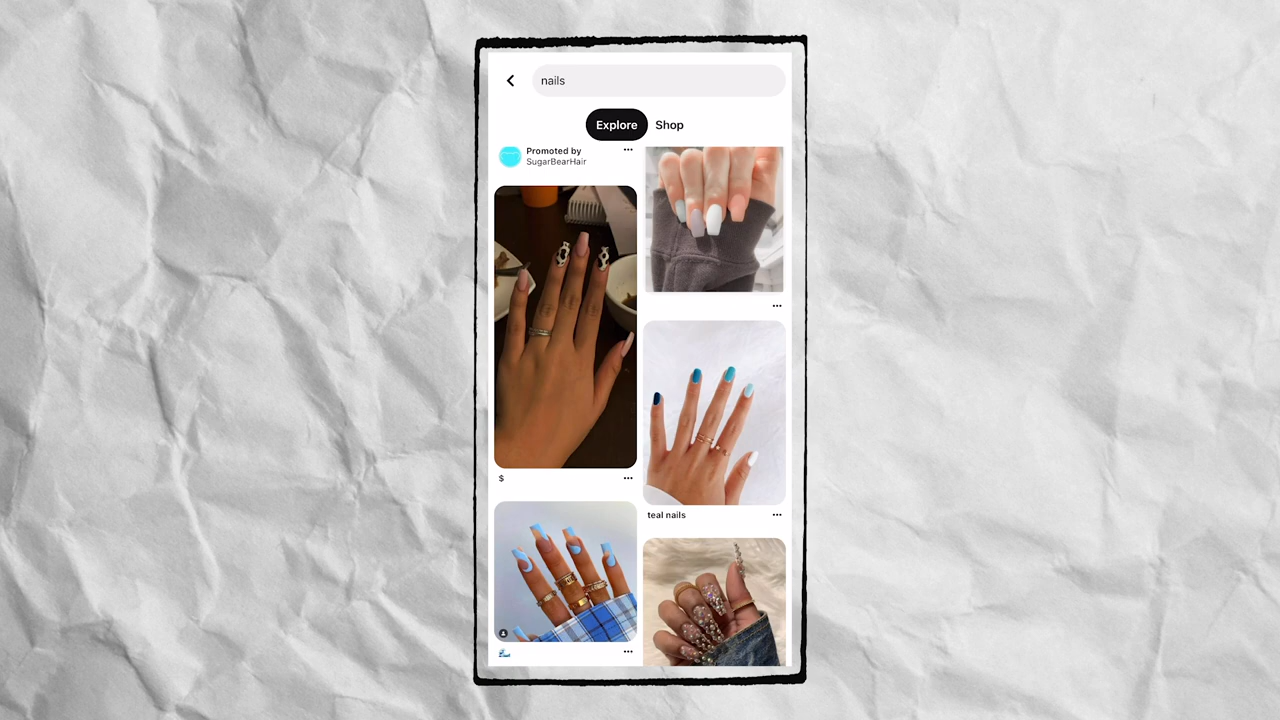 nails
Explore
Shop
Promoted by
SugarBearHair
$
teal nails